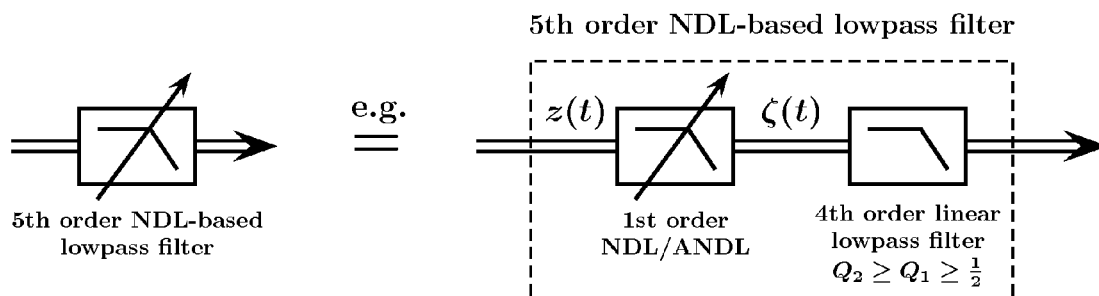 5th order NDL-based lowpass filter
e.g.
z(t)
ζ(t)
5th order NDL-based
lowpass filter
1st order
NDL/ANDL
4th order linear
lowpass filter
Q₂ ≥ Q₁ ≥ ½